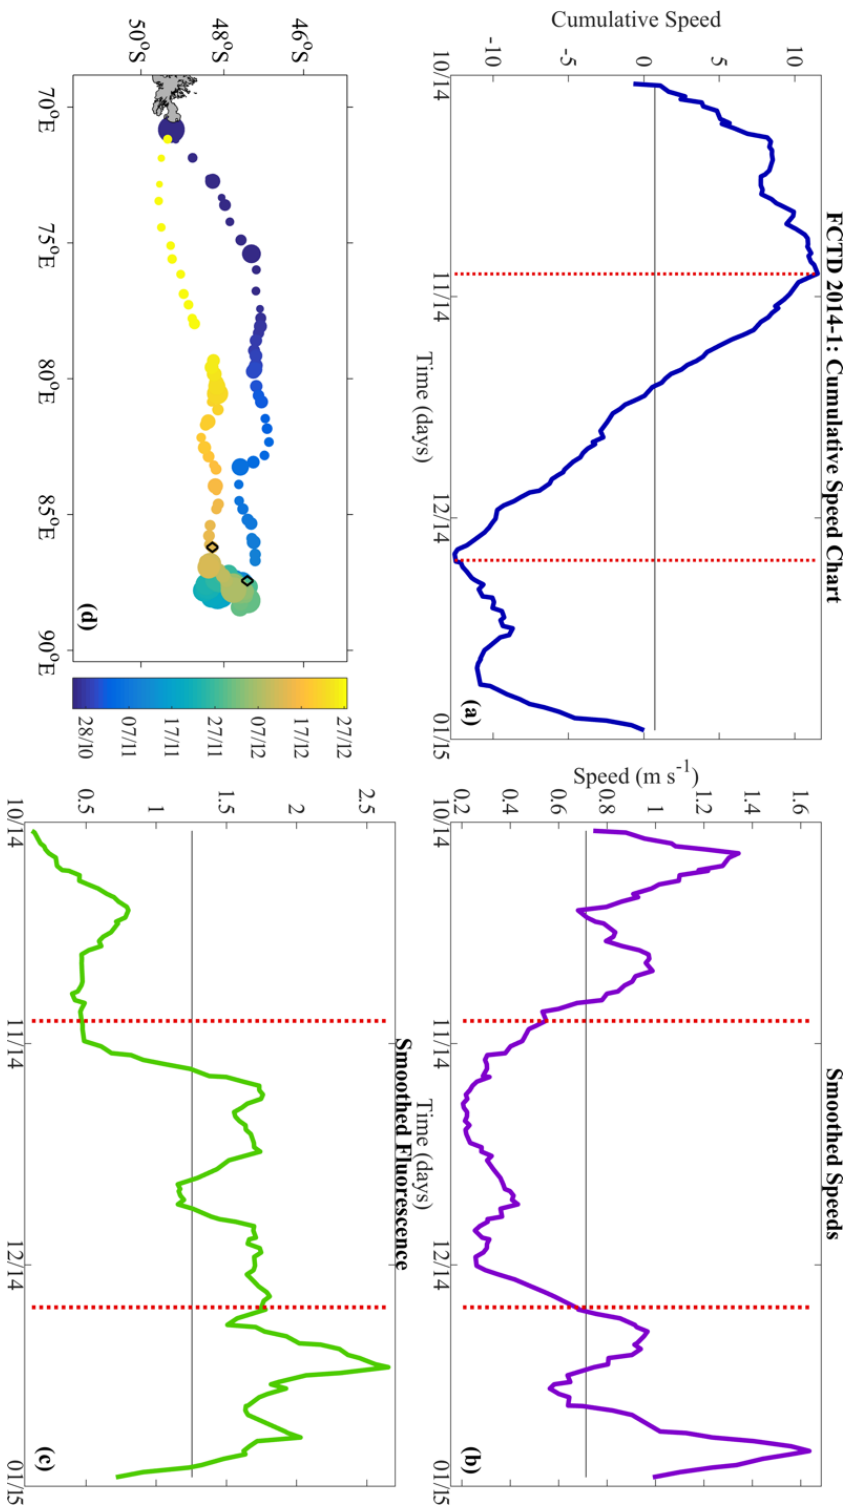 FCTD 2014-1: Cumulative Speed Chart
Cumulative Speed
10
5
0
-5
-10
10/14
11/14
12/14
01/15
Time (days)
(a)
Smoothed Speeds
Speed (m s⁻¹)
1.6
1.4
1.2
1
0.8
0.6
0.4
0.2
10/14
11/14
12/14
01/15
Time (days)
(b)
46°S
48°S
50°S
70°E
75°E
80°E
85°E
90°E
(d)
27/12
17/12
07/12
27/11
17/11
07/11
28/10
Smoothed Fluorescence
2.5
2
1.5
1
0.5
10/14
11/14
12/14
01/15
(c)